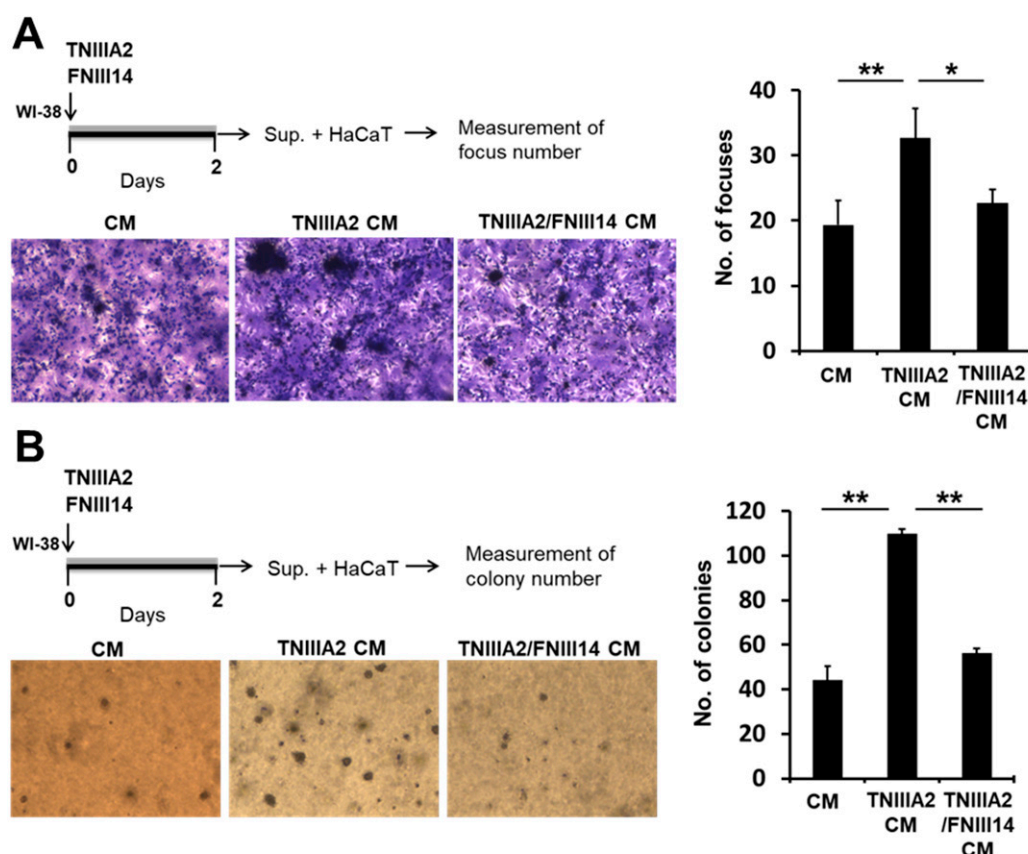 A
TNIIIA2
FNIII14
WI-38
0
2
Days
Sup. + HaCaT
Measurement of
focus number
CM
TNIIIA2 CM
TNIIIA2/FNIII14 CM
** *
40
30
20
10
0
No. of focuses
CM
TNIIIA2
CM
TNIIIA2
/FNIII14
CM
B
TNIIIA2
FNIII14
WI-38
0
2
Days
Sup. + HaCaT
Measurement of
colony number
CM
TNIIIA2 CM
TNIIIA2/FNIII14 CM
** **
120
100
80
60
40
20
0
No. of colonies
CM
TNIIIA2
CM
TNIIIA2
/FNIII14
CM